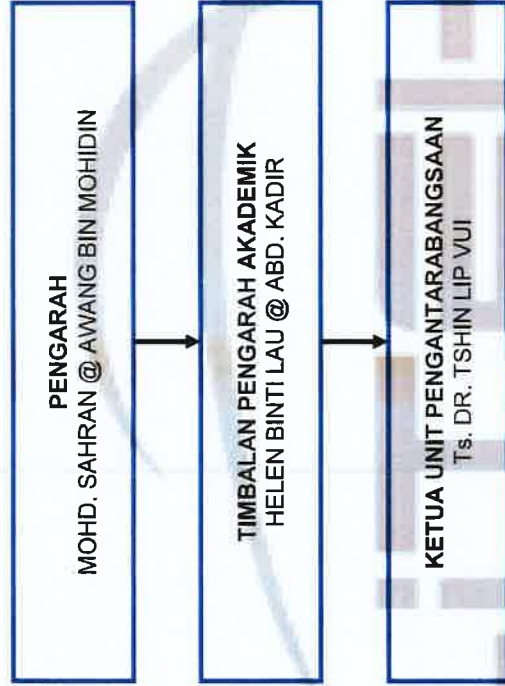 PENGARAH
MOHD. SAHRAN @ AWANG BIN MOHIDIN
TIMBALAN PENGARAH AKADEMIK
HELEN BINTI LAU @ ABD. KADIR
KETUA UNIT PENGANTARABANGSAAN
Ts. DR. TSHIN LIP VUI